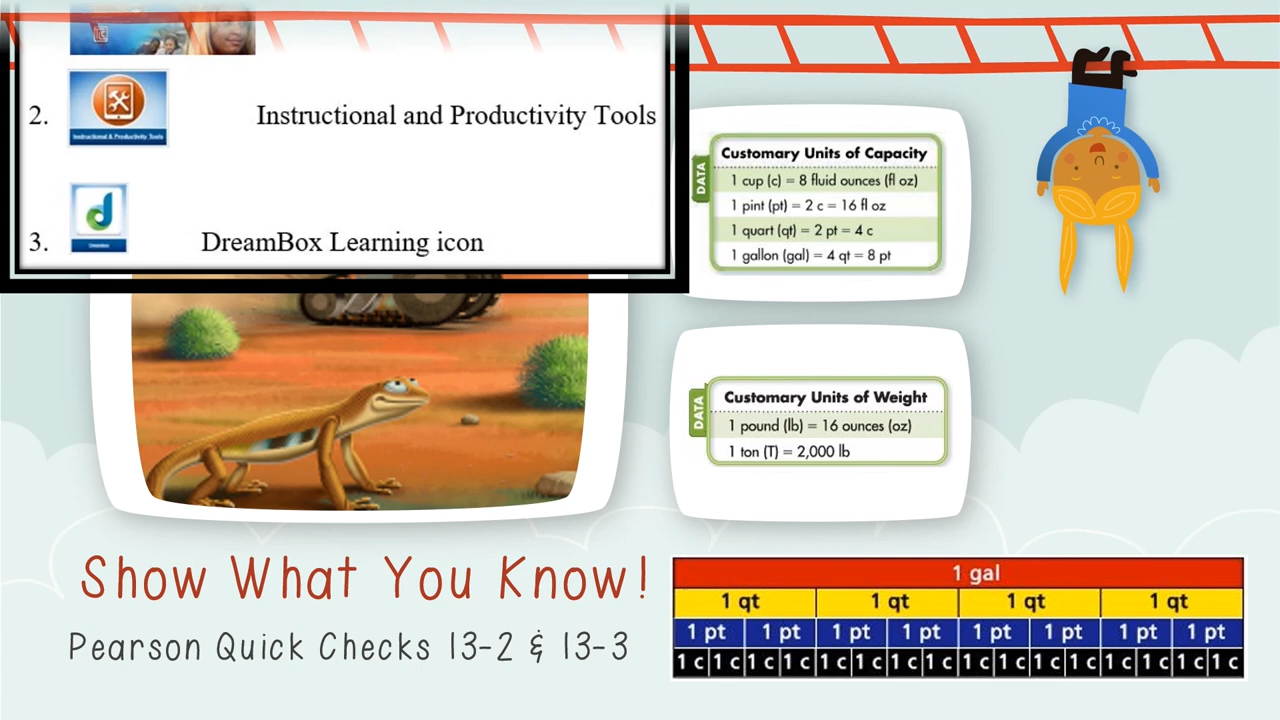 2.
Instructional & Productivity Tools
Instructional and Productivity Tools
3.
DreamBox Learning icon
DATA
Customary Units of Capacity
1 cup (c) = 8 fluid ounces (fl oz)
1 pint (pt) = 2 c = 16 fl oz
1 quart (qt) = 2 pt = 4 c
1 gallon (gal) = 4 qt = 8 pt
DATA
Customary Units of Weight
1 pound (lb) = 16 ounces (oz)
1 ton (T) = 2,000 lb
Show What You Know!
Pearson Quick Checks 13-2 & 13-3
1 gal
1 qt 1 qt 1 qt 1 qt
1 pt 1 pt 1 pt 1 pt 1 pt 1 pt 1 pt 1 pt
1 c 1 c 1 c 1 c 1 c 1 c 1 c 1 c 1 c 1 c 1 c 1 c 1 c 1 c 1 c 1 c